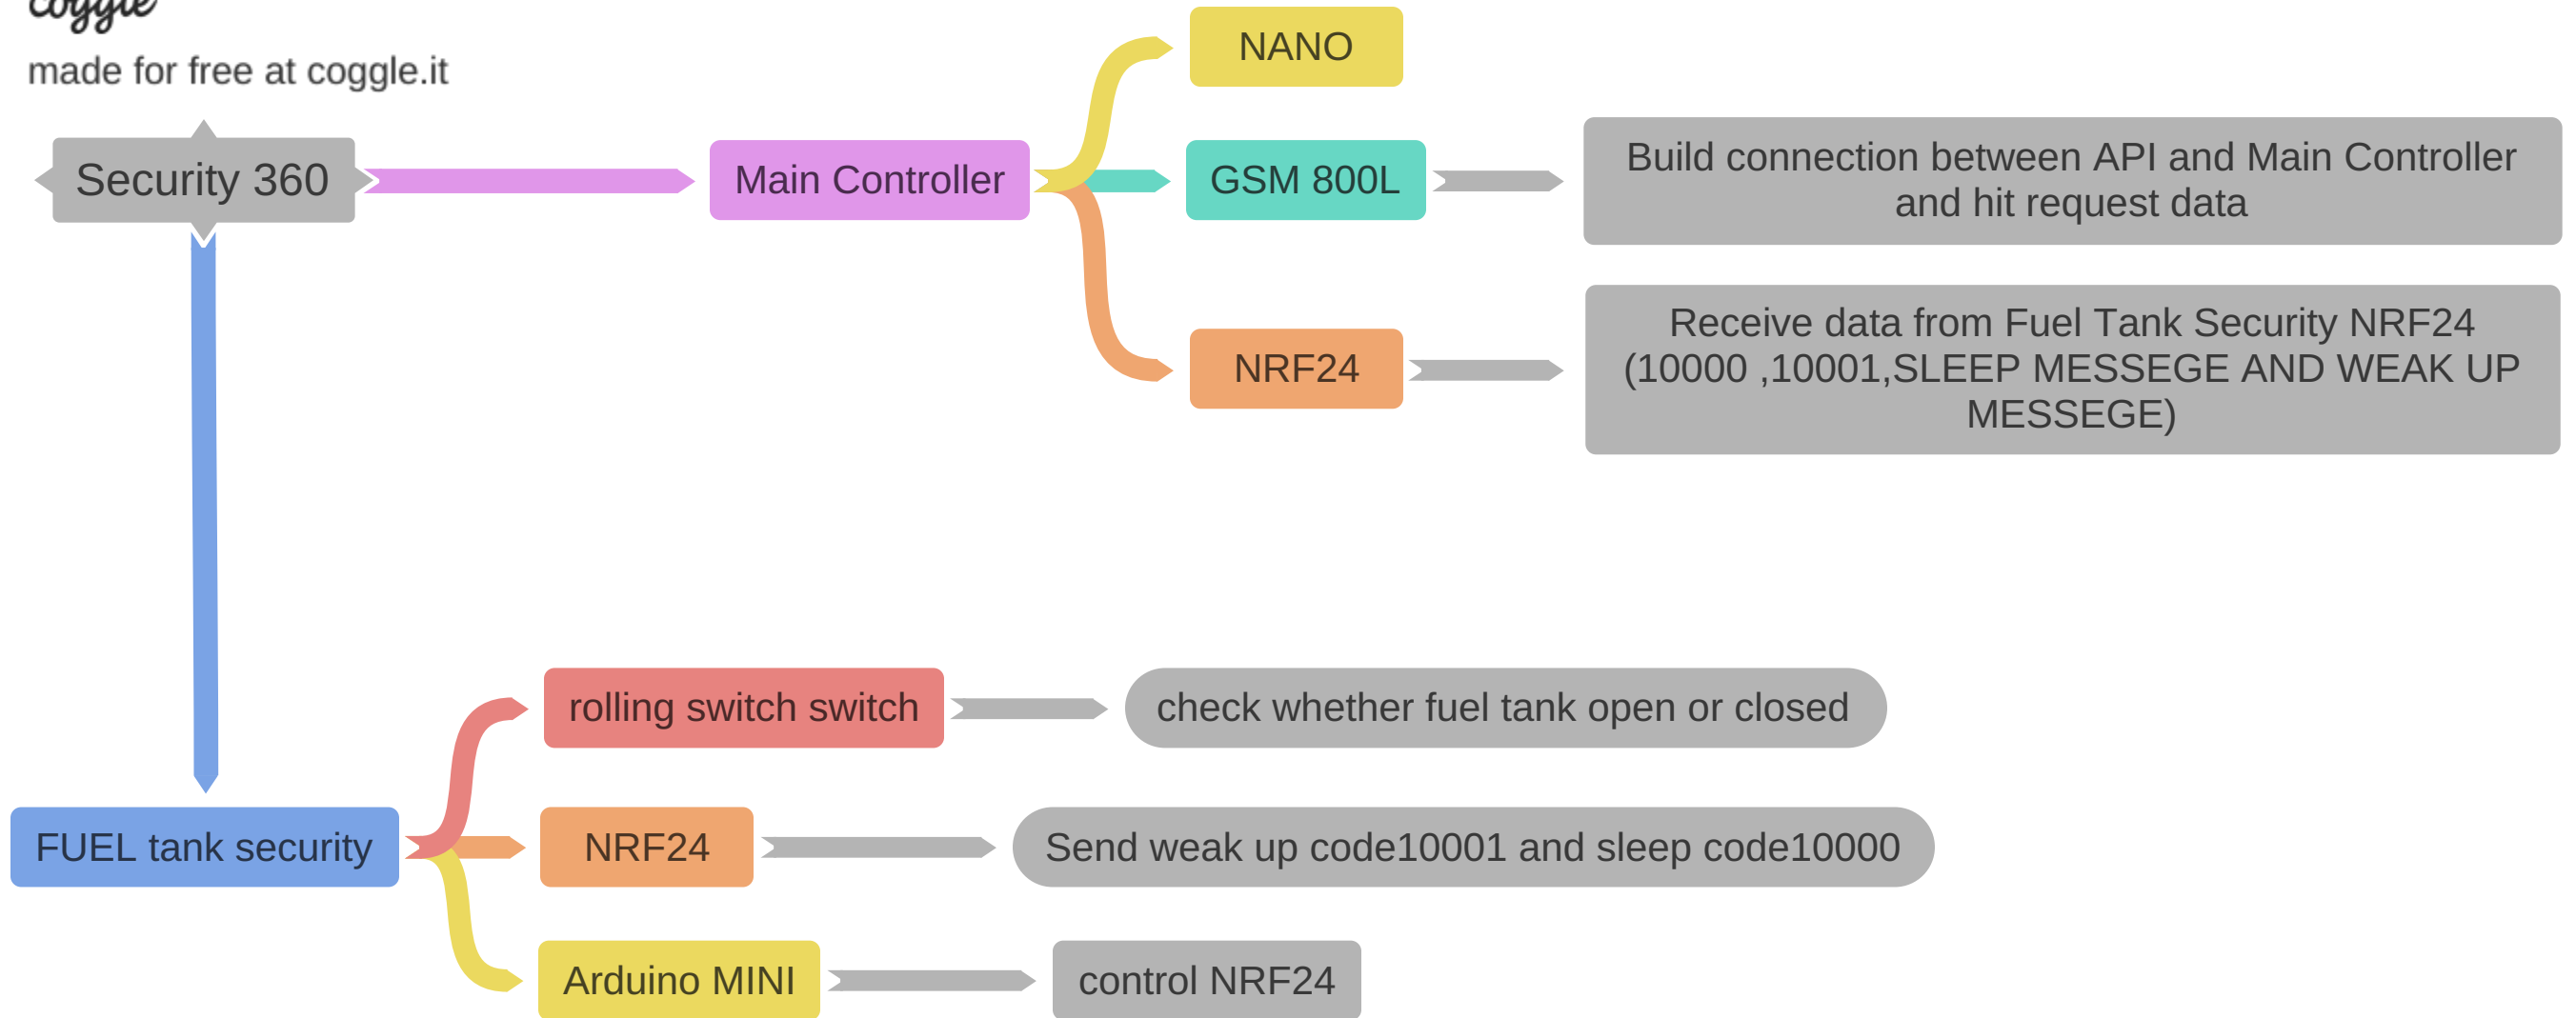 coggle
made for free at coggle.it
NANO
Security 360
Main Controller
GSM 800L
Build connection between API and Main Controller
and hit request data
NRF24
Receive data from Fuel Tank Security NRF24
(10000 ,10001,SLEEP MESSEGE AND WEAK UP
MESSEGE)
rolling switch switch
check whether fuel tank open or closed
FUEL tank security
NRF24
Send weak up code10001 and sleep code10000
Arduino MINI
control NRF24